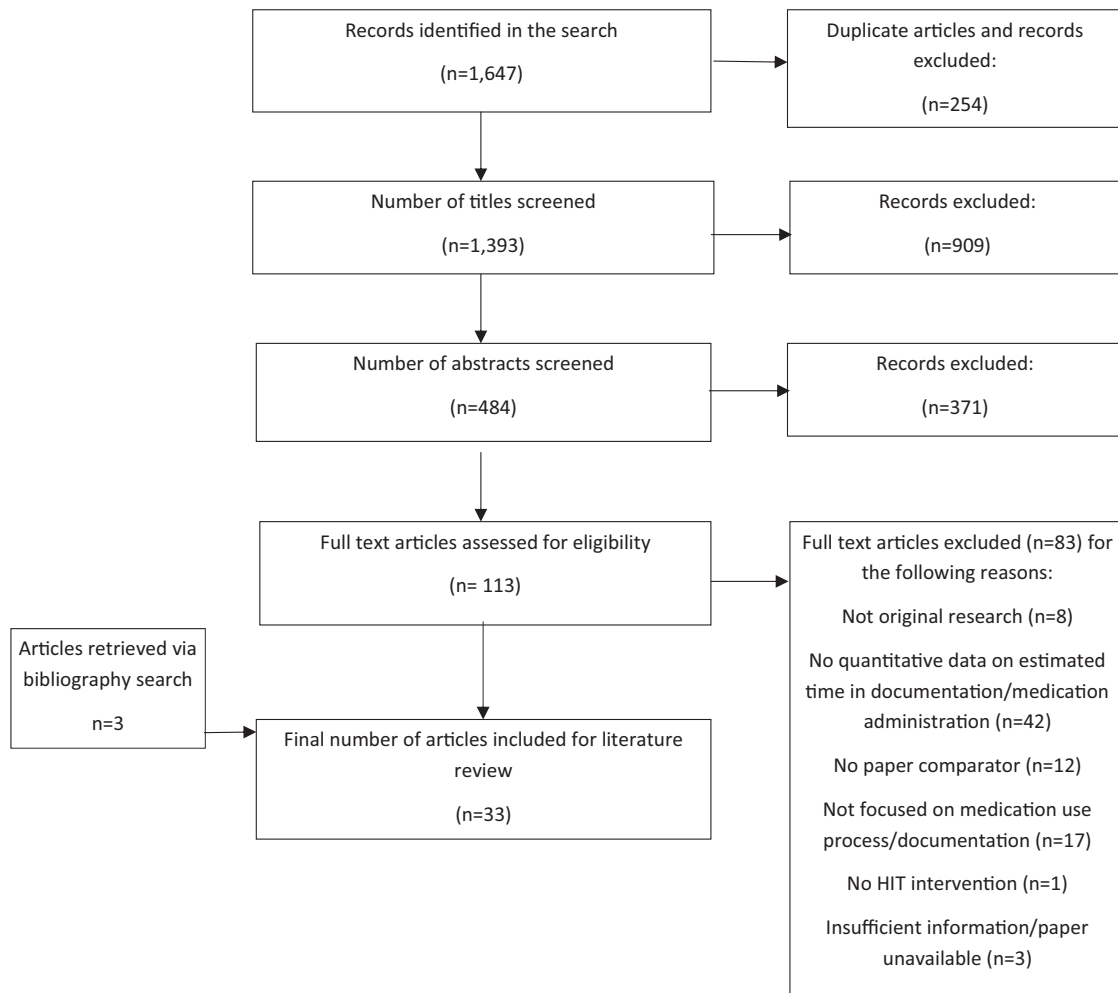 Records identified in the search
(n=1,647)
Duplicate articles and records
excluded:
(n=254)
Number of titles screened
(n=1,393)
Records excluded:
(n=909)
Number of abstracts screened
(n=484)
Records excluded:
(n=371)
Full text articles assessed for eligibility
(n= 113)
Full text articles excluded (n=83) for
the following reasons:
Not original research (n=8)
No quantitative data on estimated
time in documentation/medication
administration (n=42)
No paper comparator (n=12)
Not focused on medication use
process/documentation (n=17)
No HIT intervention (n=1)
Insufficient information/paper
unavailable (n=3)
Articles retrieved via
bibliography search
n=3
Final number of articles included for literature
review
(n=33)